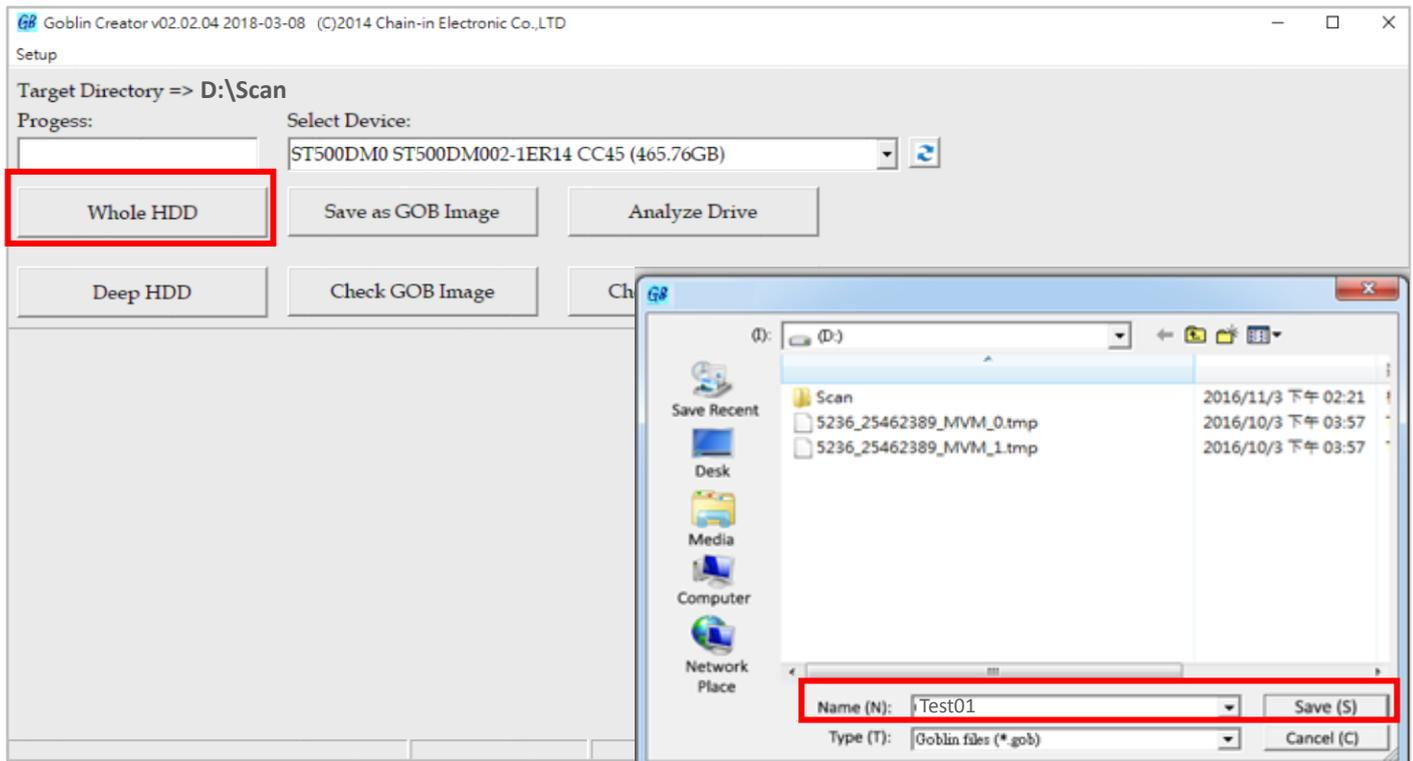 GB Goblin Creator v02.02.04 2018-03-08 (C)2014 Chain-in Electronic Co.,LTD
Setup
Target Directory => D:\Scan
Progess:
Select Device:
ST500DM0 ST500DM002-1ER14 CC45 (465.76GB)
Whole HDD
Save as GOB Image
Analyze Drive
Deep HDD
Check GOB Image
GB
(I):
(D:)
Save Recent
Desk
Media
Computer
Network
Place
Scan
2016/11/3 下午 02:21
5236_25462389_MVM_0.tmp
2016/10/3 下午 03:57
5236_25462389_MVM_1.tmp
2016/10/3 下午 03:57
Name (N):
Test01
Save (S)
Type (T):
Goblin files (*.gob)
Cancel (C)